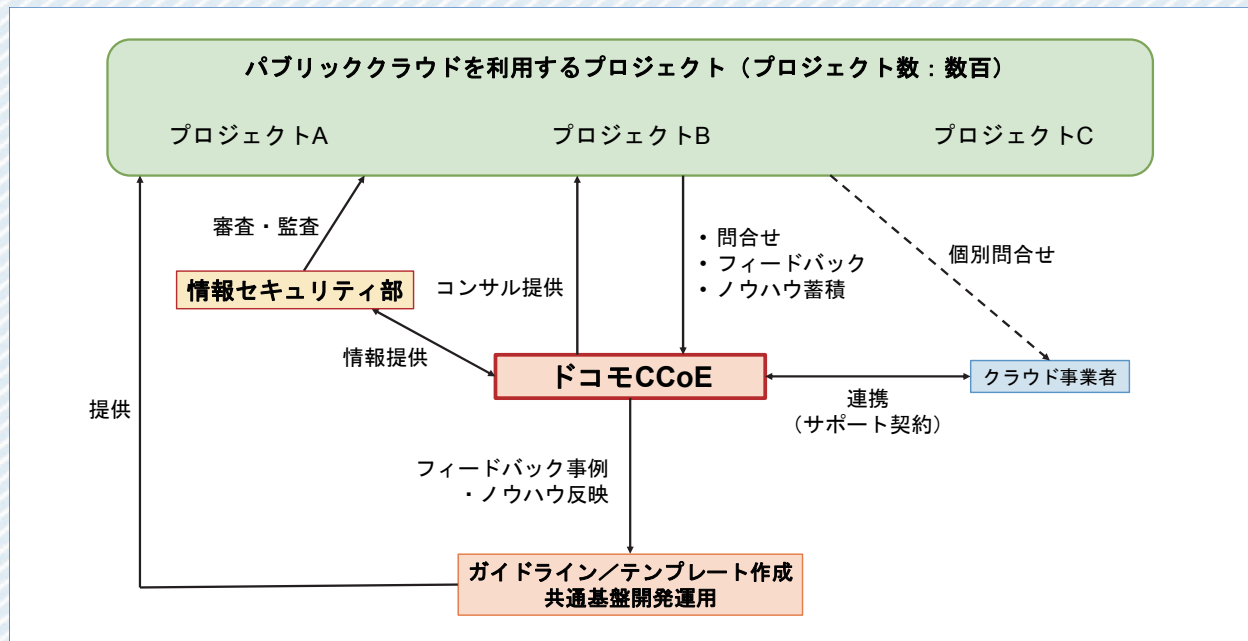 パブリッククラウドを利用するプロジェクト（プロジェクト数：数百）
プロジェクトA
プロジェクトB
プロジェクトC
審査・監査
情報セキュリティ部
コンサル提供
・問合せ
・フィードバック
・ノウハウ蓄積
個別問合せ
情報提供
ドコモCCoE
クラウド事業者
連携
（サポート契約）
提供
フィードバック事例
・ノウハウ反映
ガイドライン／テンプレート作成
共通基盤開発運用